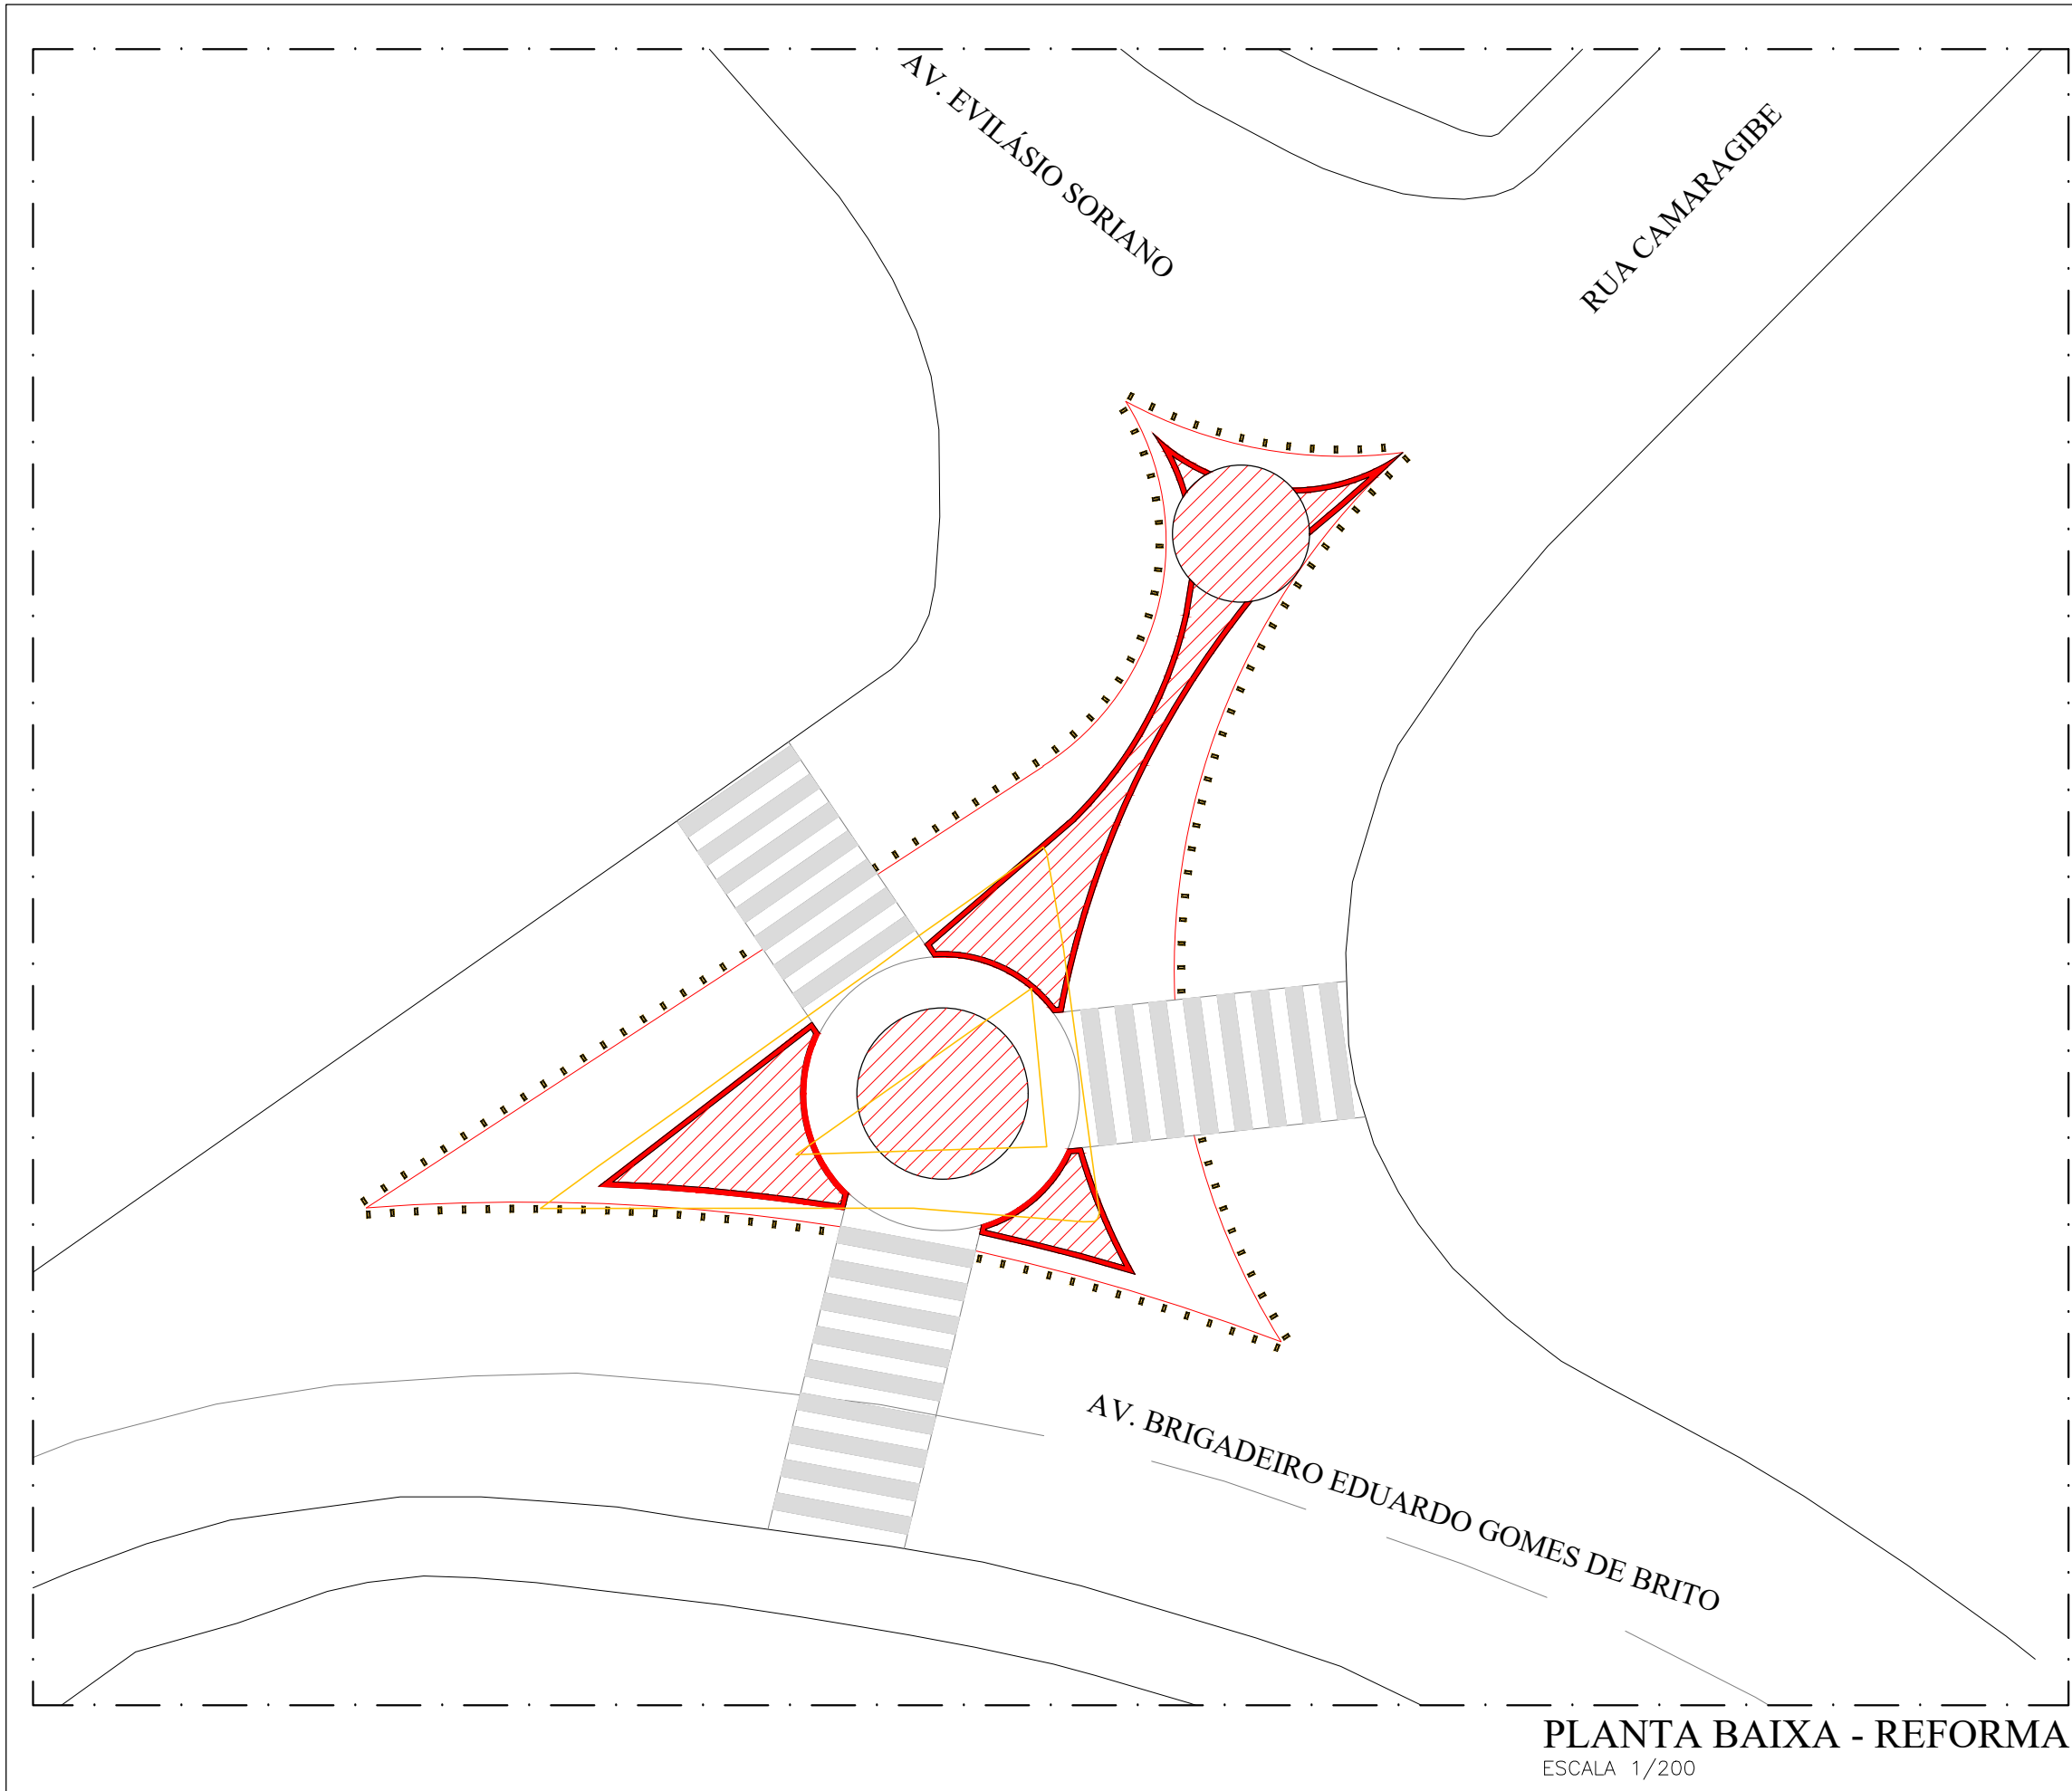 AV. EVILÁSIO SORIANO
RUA CAMARAGIBE
AV. BRIGADEIRO EDUARDO GOMES DE BRITO
PLANTA BAIXA - REFORMA
ESCALA 1/200